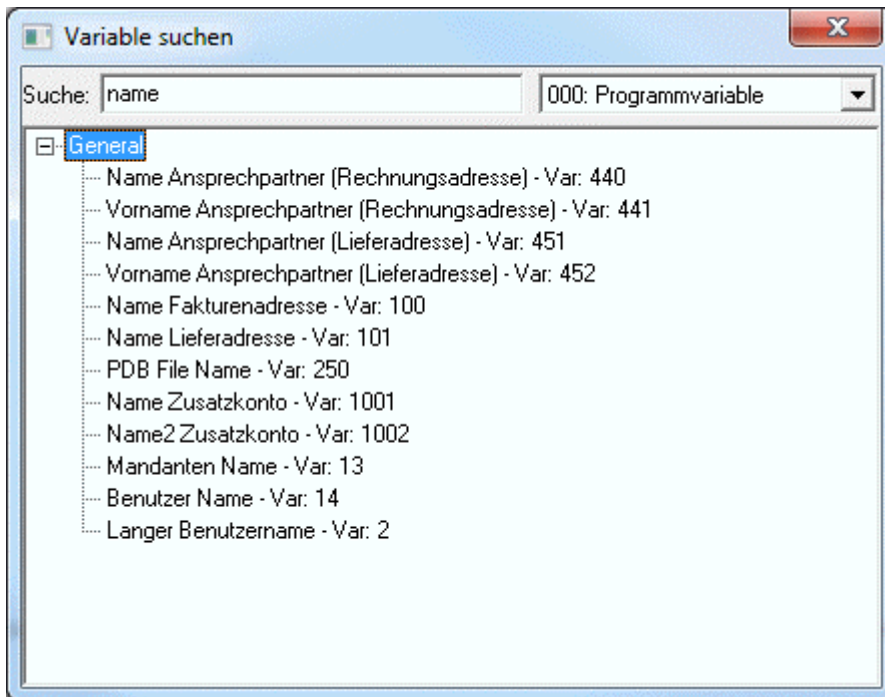 Variable suchen
Suche: name 000: Programmvariable
General
Name Ansprechpartner (Rechnungsadresse) - Var: 440
Vorname Ansprechpartner (Rechnungsadresse) - Var: 441
Name Ansprechpartner (Lieferadresse) - Var: 451
Vorname Ansprechpartner (Lieferadresse) - Var: 452
Name Fakturenadresse - Var: 100
Name Lieferadresse - Var: 101
PDB File Name - Var: 250
Name Zusatzkonto - Var: 1001
Name2 Zusatzkonto - Var: 1002
Mandanten Name - Var: 13
Benutzer Name - Var: 14
Langer Benutzername - Var: 2